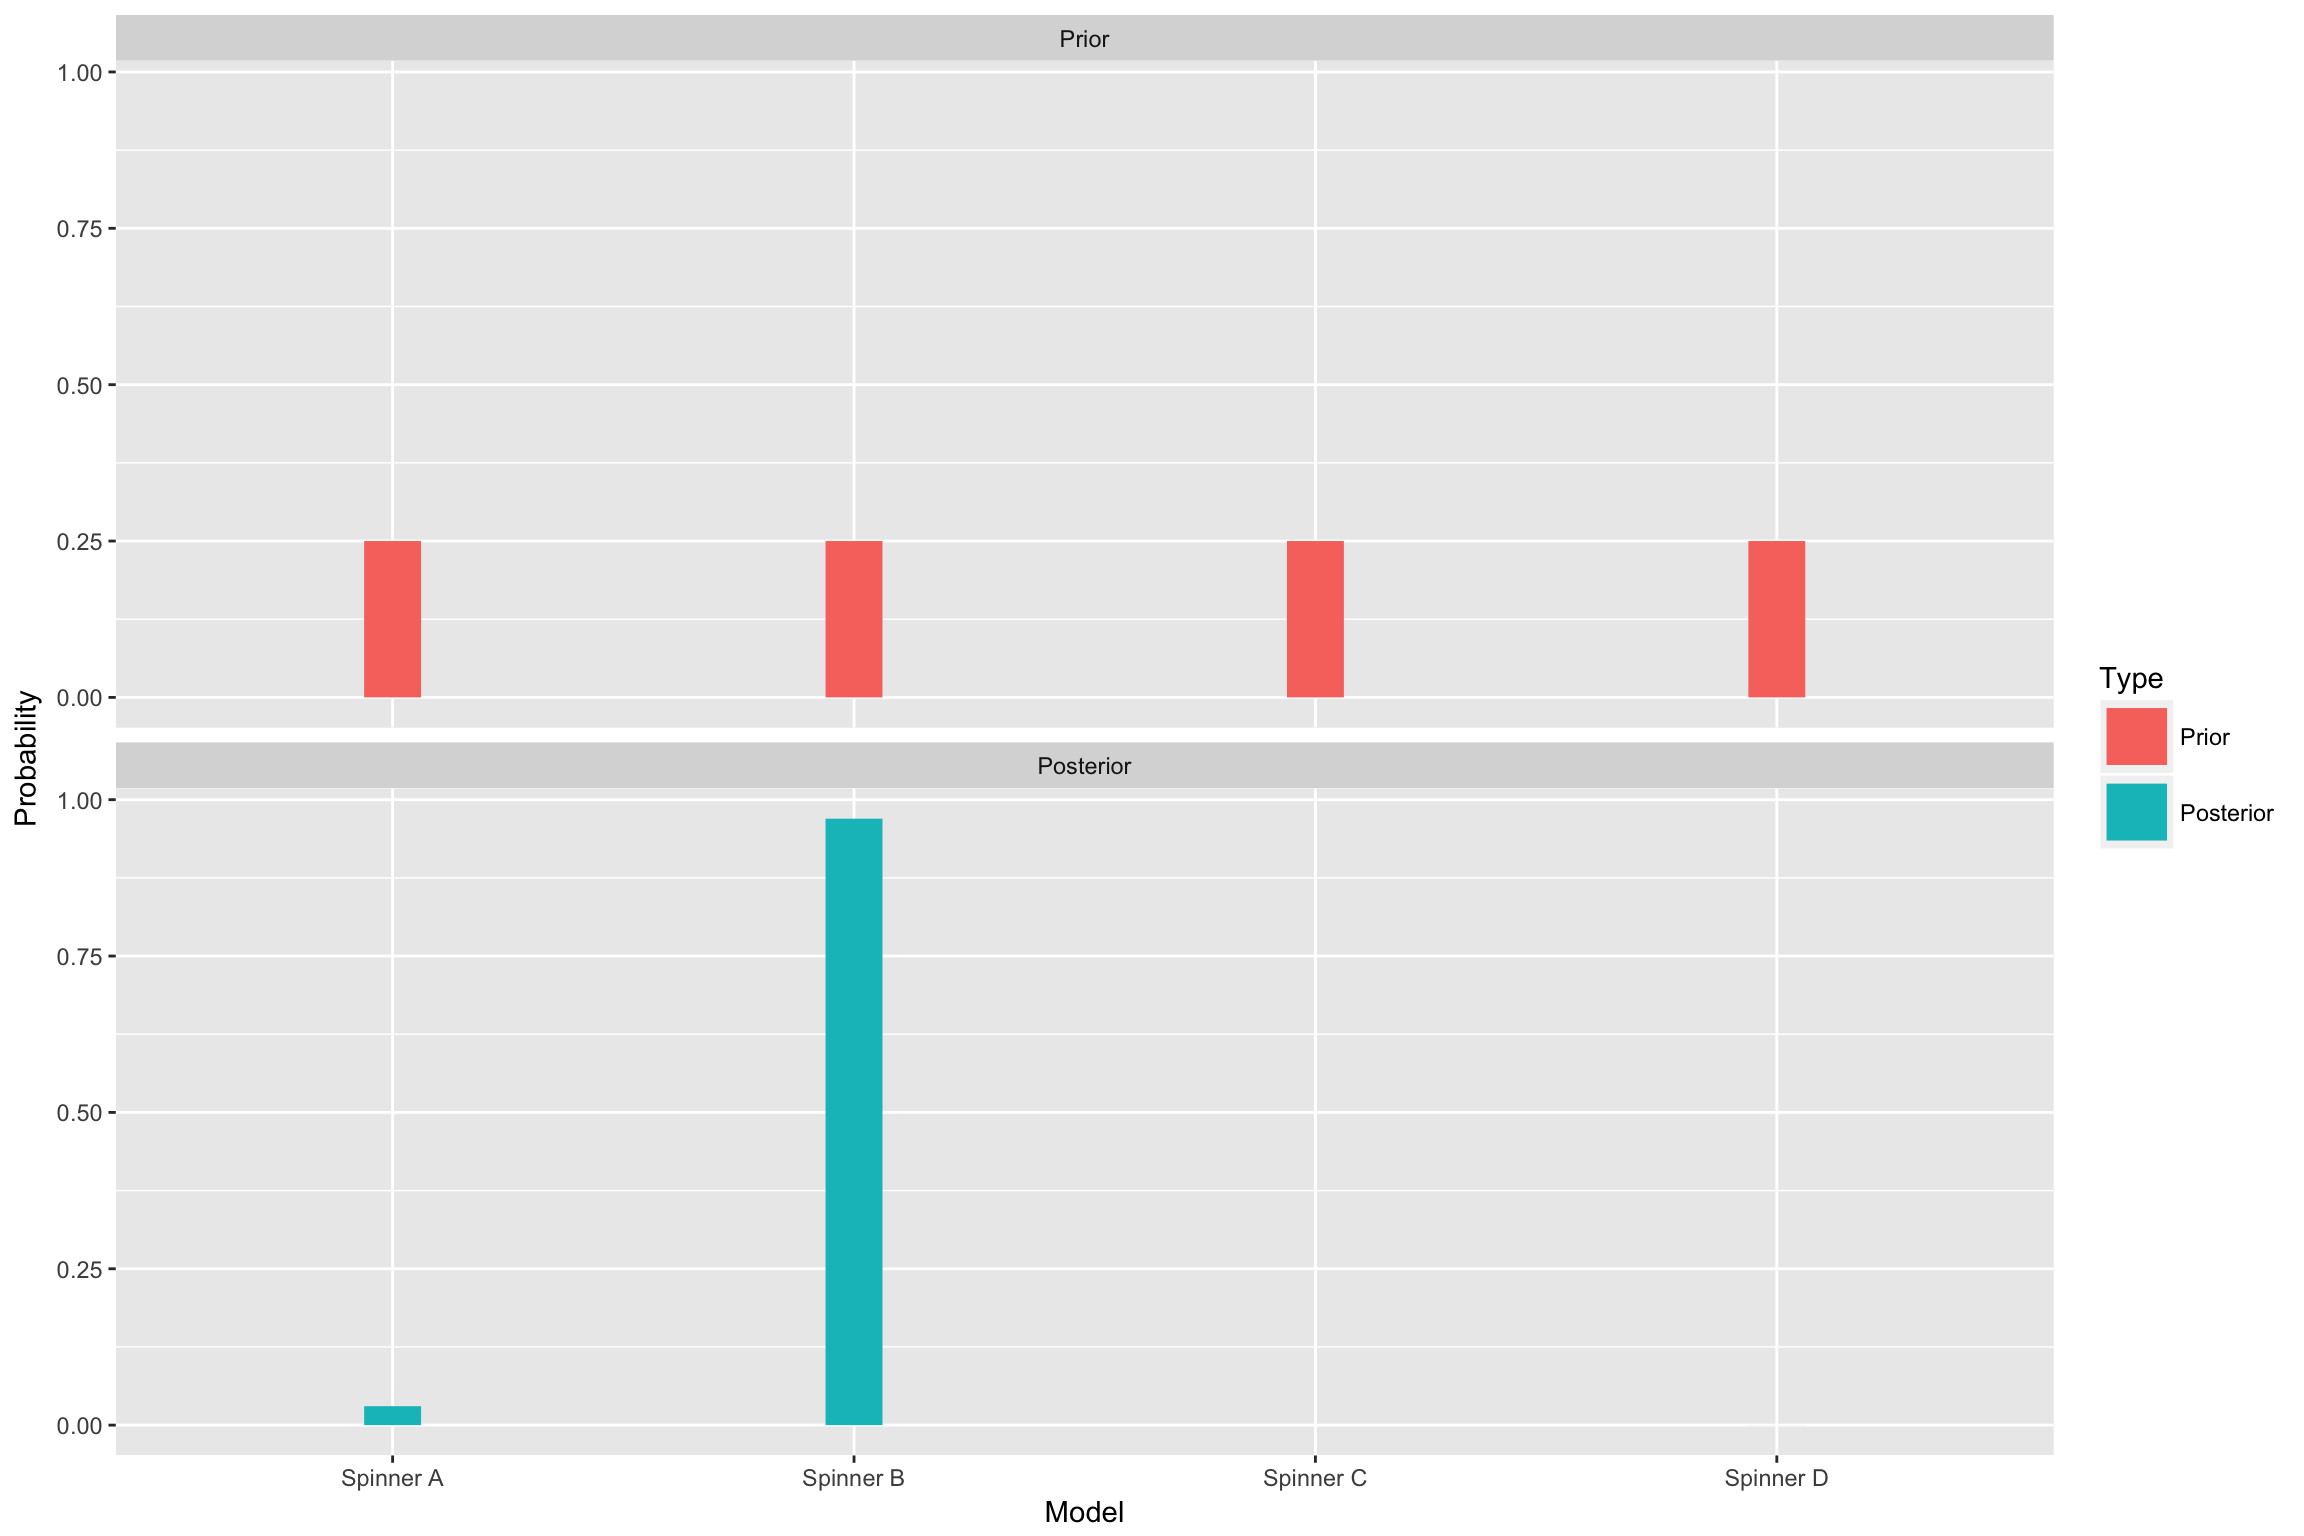 Prior
1.00
0.75
0.50
0.25
0.00
Posterior
1.00
0.75
0.50
0.25
0.00
Spinner A
Spinner B
Spinner C
Spinner D
Model
Probability
Type
Prior
Posterior